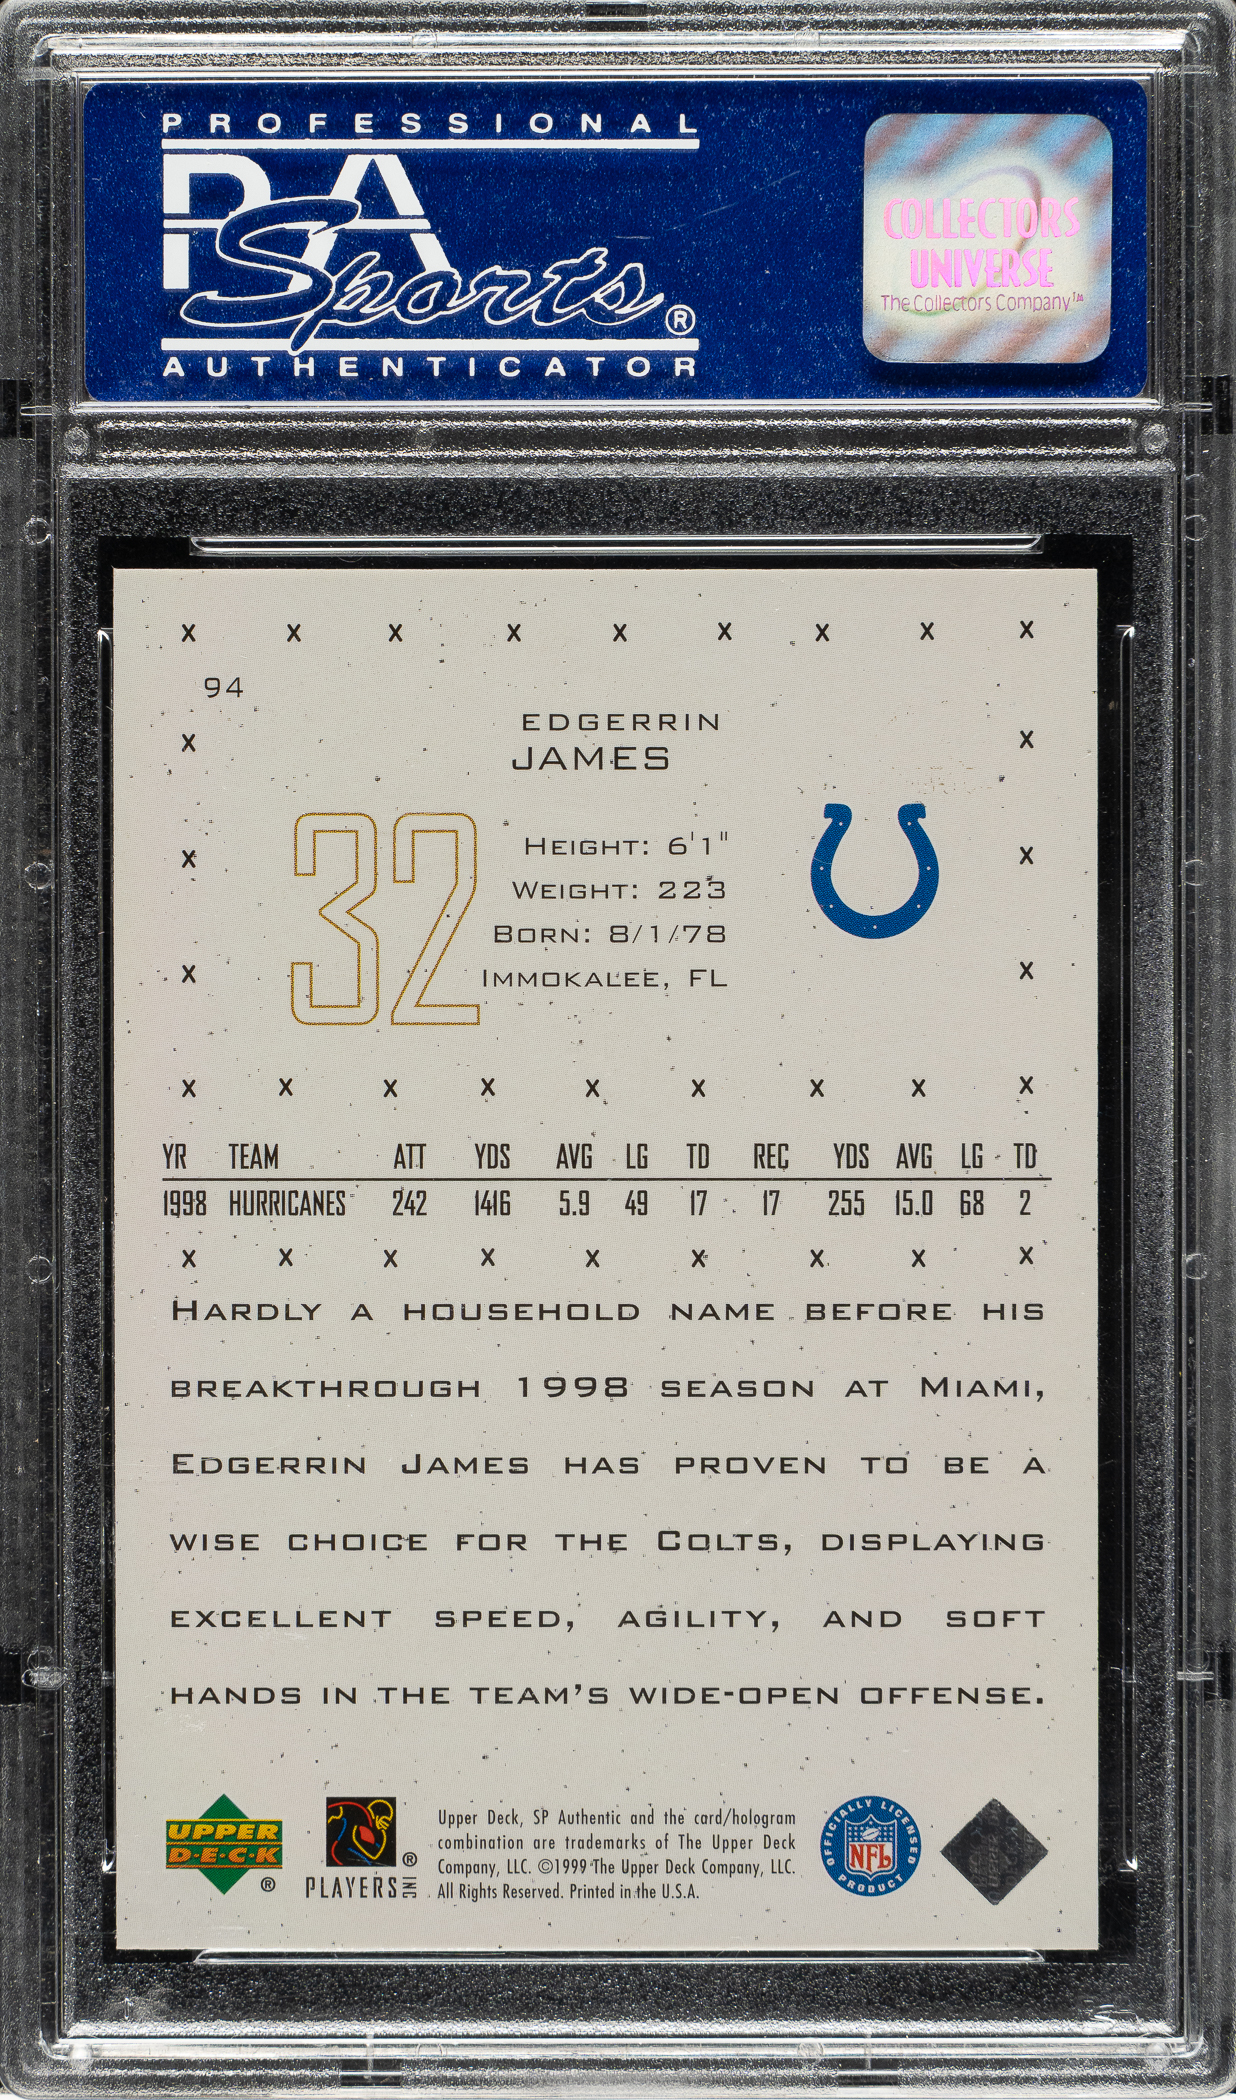 PROFESSIONAL
PSA
Sports®
AUTHENTICATOR
COLLECTORS
UNIVERSE
The Collectors Company™
x x x x x x x x x
94
EDGERRIN
x x
JAMES
32
HEIGHT: 6'1"
x x
WEIGHT: 223
BORN: 8/1/78
x x
IMMOKALEE, FL
x x x x x x x x x
YR TEAM ATT YDS AVG LG TD REC YDS AVG LG TD
1998 HURRICANES 242 1416 5.9 49 17 17 255 15.0 68 2
x x x x x x x x x
HARDLY A HOUSEHOLD NAME BEFORE HIS
BREAKTHROUGH 1998 SEASON AT MIAMI,
EDGERRIN JAMES HAS PROVEN TO BE A
WISE CHOICE FOR THE COLTS, DISPLAYING
EXCELLENT SPEED, AGILITY, AND SOFT
HANDS IN THE TEAM'S WIDE-OPEN OFFENSE.
UPPER
D·E·C·K
®
®
PLAYERS INC
Upper Deck, SP Authentic and the card/hologram
combination are trademarks of The Upper Deck
Company, LLC. ©1999 The Upper Deck Company, LLC.
All Rights Reserved. Printed in the U.S.A.
OFFICIALLY LICENSED
NFL
PRODUCT